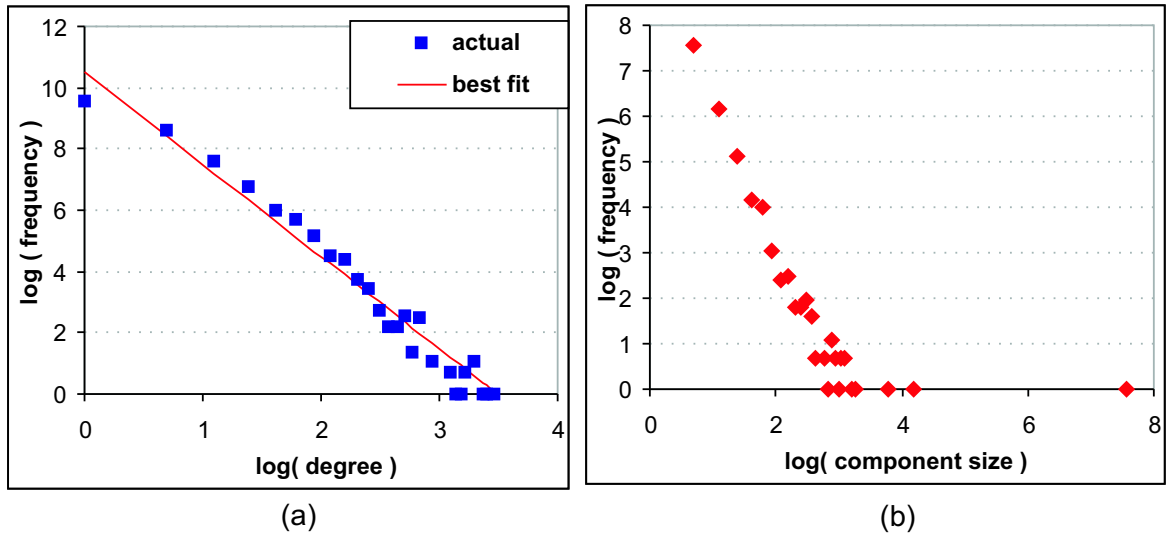 12
10
8
6
4
2
0
log ( frequency )
actual
best fit
0 1 2 3 4
log( degree )
(a)
8
7
6
5
4
3
2
1
0
log ( frequency )
0 2 4 6 8
log( component size )
(b)